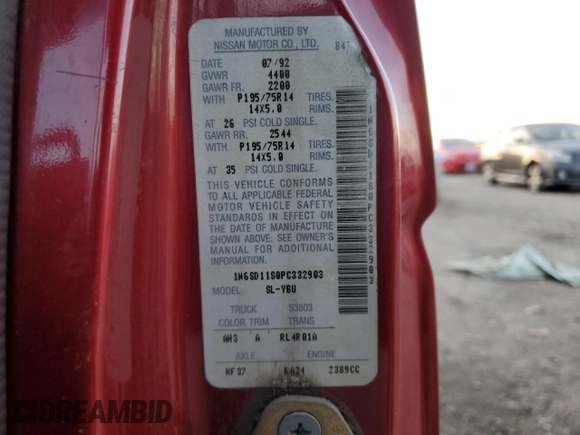 MANUFACTURED BY
NISSAN MOTOR CO., LTD.
DATE 07/92
GVWR 4400
GAWR FR. 2200
WITH P195/75R14 TIRES.
14X5.0 RIMS.
AT 26 PSI COLD SINGLE.
GAWR RR. 2544
WITH P195/75R14 TIRES.
14X5.0 RIMS.
AT 35 PSI COLD SINGLE.
THIS VEHICLE CONFORMS
TO ALL APPLICABLE FEDERAL
MOTOR VEHICLE SAFETY
STANDARDS IN EFFECT ON
THE DATE OF MANUFACTURE
SHOWN ABOVE. SEE OWNER'S
MANUAL FOR ADDITIONAL
INFORMATION.
1N6SD11S0PC332903
MODEL SL-YBU
TRUCK S3803
COLOR TRIM TRANS
AH3 A RL4R01A
AXLE ENGINE
HF37 KA24 2389CC
1N6SD11S0PC332903
DREAMBID